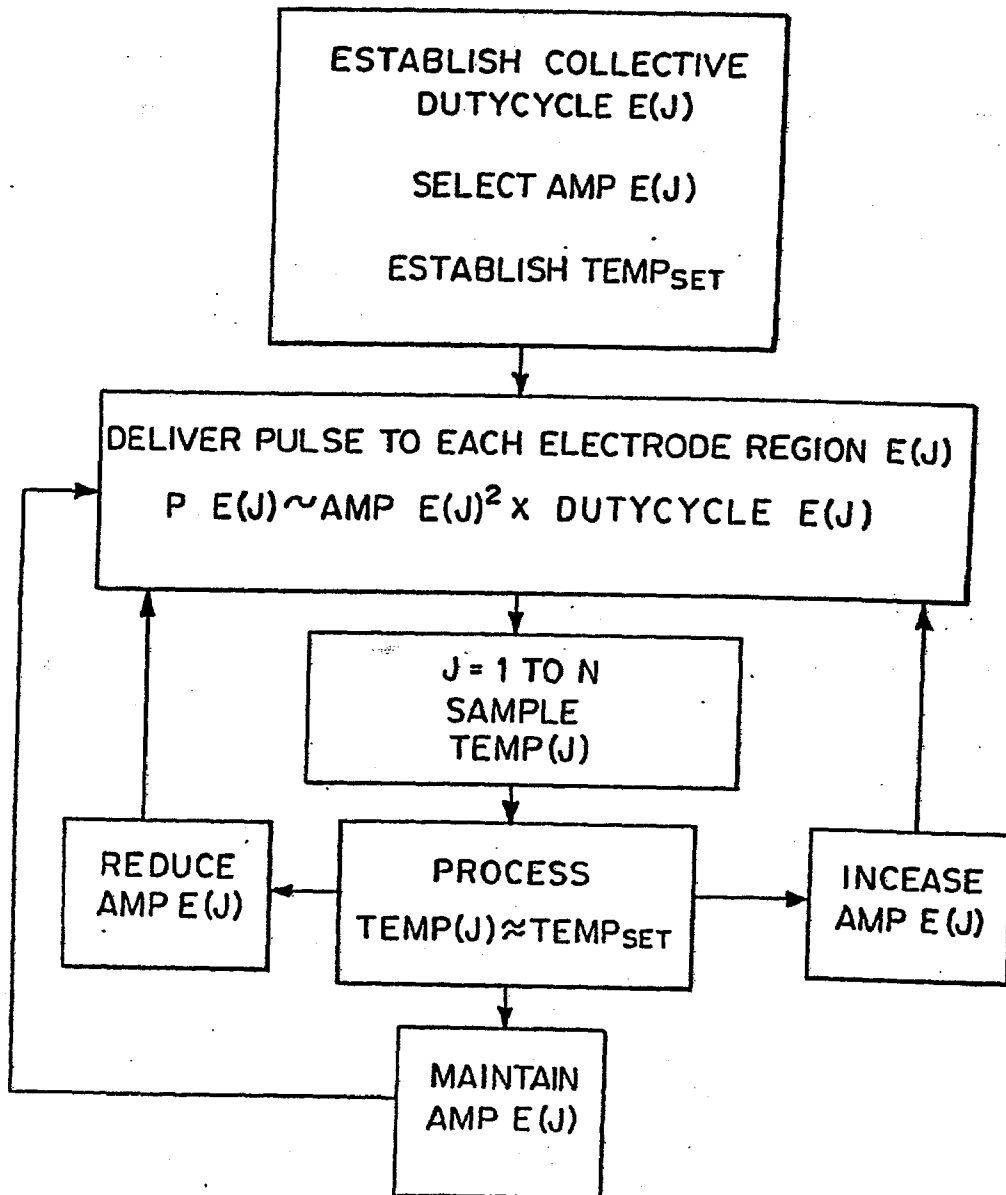 ESTABLISH COLLECTIVE
DUTYCYCLE E(J)
SELECT AMP E(J)
ESTABLISH TEMPSET
DELIVER PULSE TO EACH ELECTRODE REGION E(J)
P E(J)~AMP E(J)² X DUTYCYCLE E(J)
J = 1 TO N
SAMPLE
TEMP(J)
REDUCE
AMP E(J)
PROCESS
TEMP(J)≈TEMPSET
INCEASE
AMP E(J)
MAINTAIN
AMP E(J)